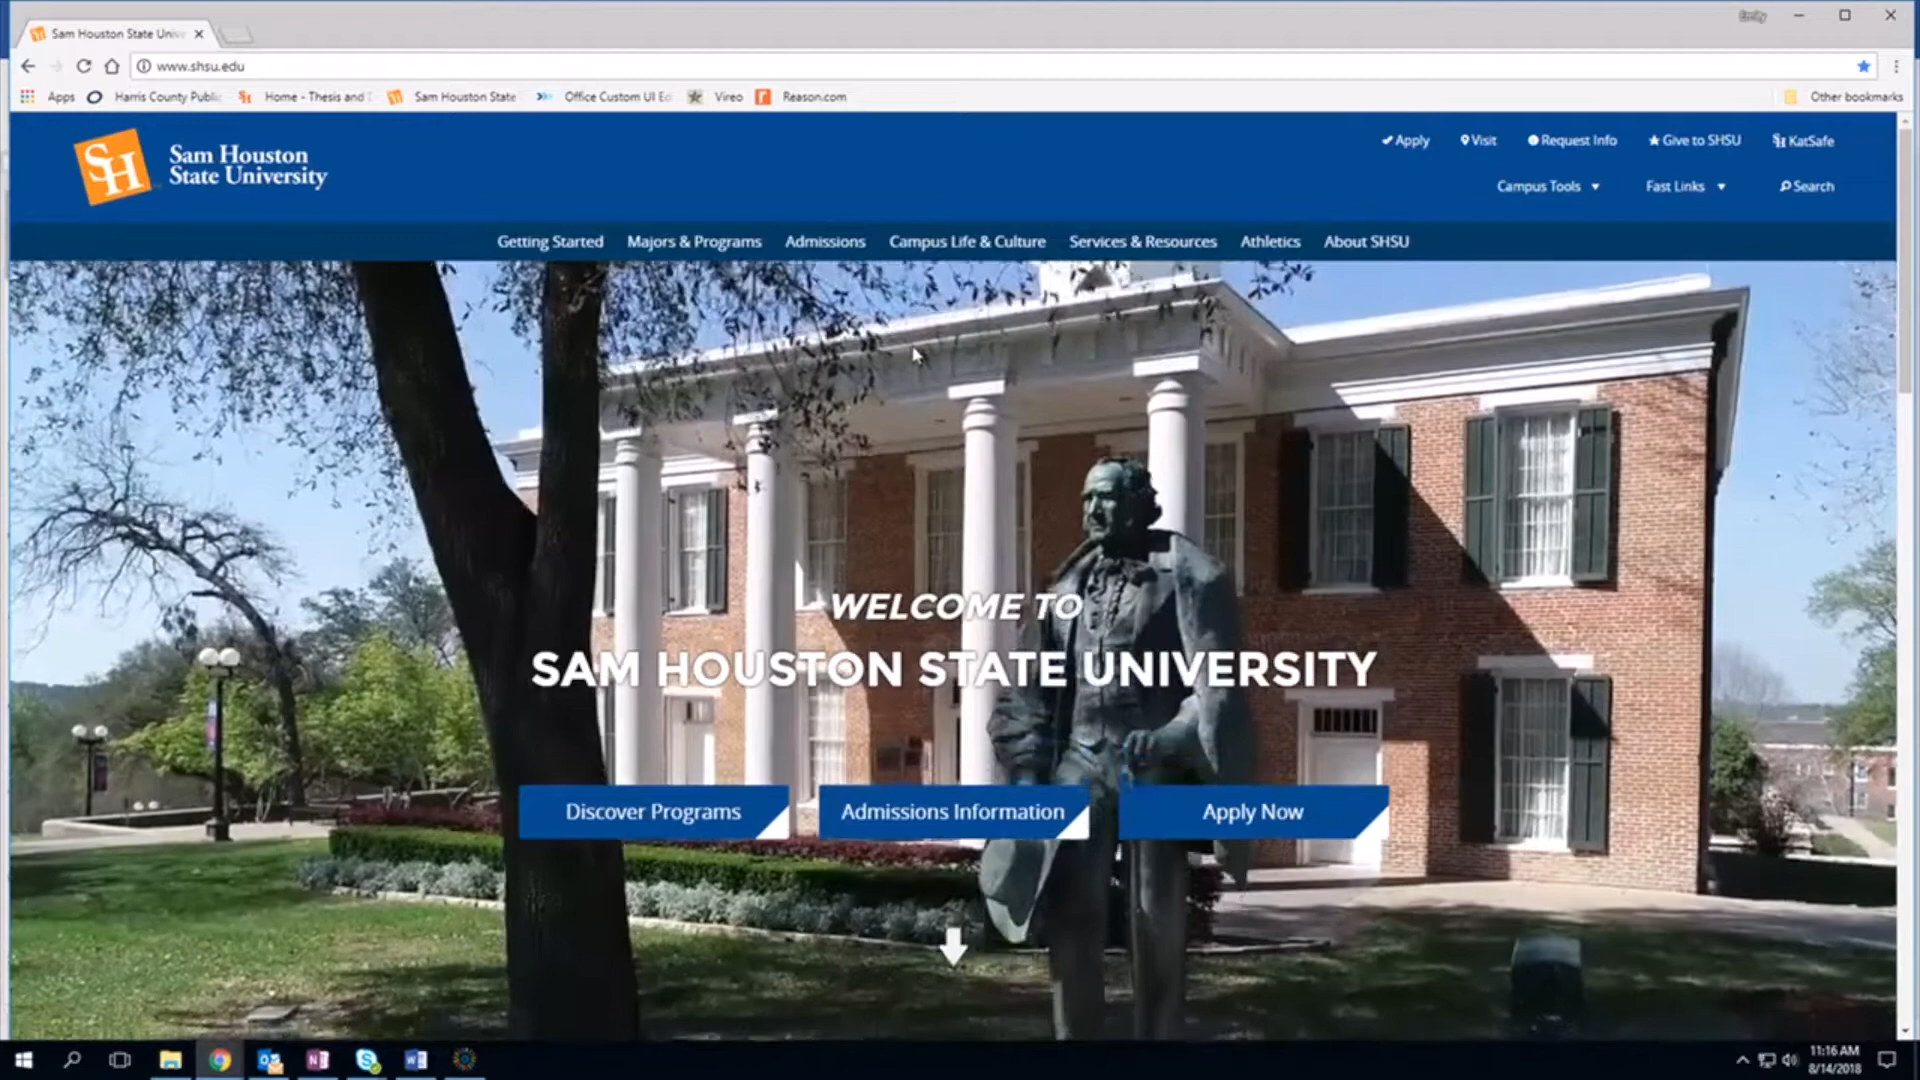 Emily
Sam Houston State Unive
www.shsu.edu
Apps
Harris County Public
Home - Thesis and
Sam Houston State
Office Custom UI Ed
Vireo
Reason.com
Other bookmarks
SH
Sam Houston
State University
Apply
Visit
Request Info
Give to SHSU
KatSafe
Campus Tools
Fast Links
Search
Getting Started
Majors & Programs
Admissions
Campus Life & Culture
Services & Resources
Athletics
About SHSU
WELCOME TO
SAM HOUSTON STATE UNIVERSITY
Discover Programs
Admissions Information
Apply Now
11:16 AM
8/14/2018